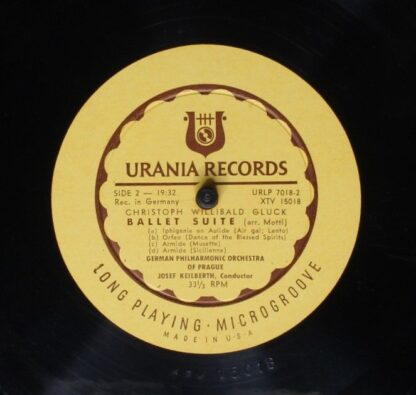 URANIA RECORDS
SIDE 2 — 19:32 URLP 7018-2
Rec. in Germany XTV 15018
CHRISTOPH WILLIBALD GLUCK
BALLET SUITE (arr. Mottl)
(a) Iphigenie en Aulide (Air gai; Lento)
(b) Orfeo (Dance of the Blessed Spirits)
(c) Armide (Musette)
(d) Armide (Sicilienne)
GERMAN PHILHARMONIC ORCHESTRA
OF PRAGUE
JOSEF KEILBERTH, Conductor
33⅓ RPM
LONG PLAYING · MICROGROOVE
MADE IN U·S·A